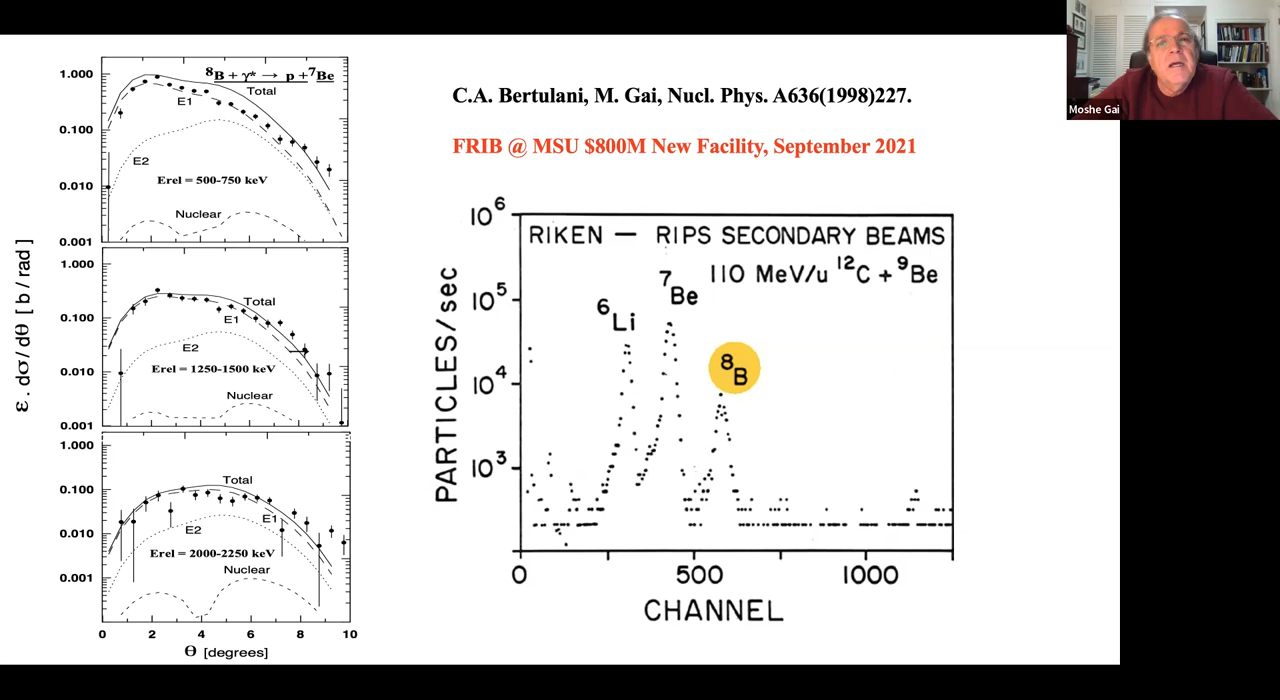 ⁸B + γ* → p + ⁷Be
1.000
Total
E1
0.100
E2
Erel = 500-750 keV
0.010
Nuclear
0.001
1.000
Total
0.100
E1
E2
Erel = 1250-1500 keV
0.010
Nuclear
0.001
1.000
Total
0.100
E1
E2
0.010
Erel = 2000-2250 keV
Nuclear
0.001
0 2 4 6 8 10
Θ [degrees]
ε . dσ/dθ [ b / rad ]
C.A. Bertulani, M. Gai, Nucl. Phys. A636(1998)227.
FRIB @ MSU $800M New Facility, September 2021
10⁶
RIKEN — RIPS SECONDARY BEAMS
110 MeV/u ¹²C + ⁹Be
⁷Be
10⁵
⁶Li
⁸B
10⁴
10³
PARTICLES/sec
0 500 1000
CHANNEL
Moshe Gai